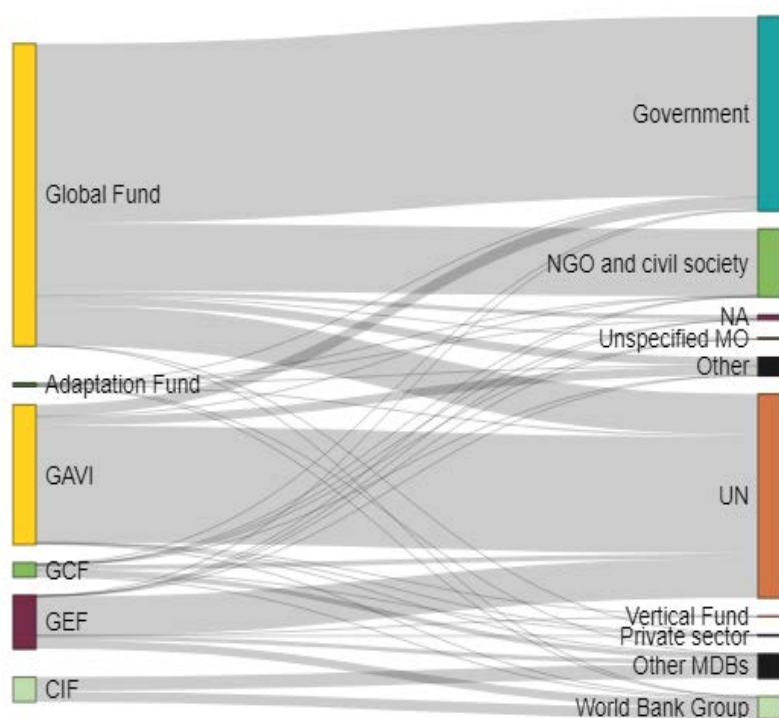 Global Fund
Adaptation Fund
GAVI
GCF
GEF
CIF
Government
NGO and civil society
NA
Unspecified MO
Other
UN
Vertical Fund
Private sector
Other MDBs
World Bank Group